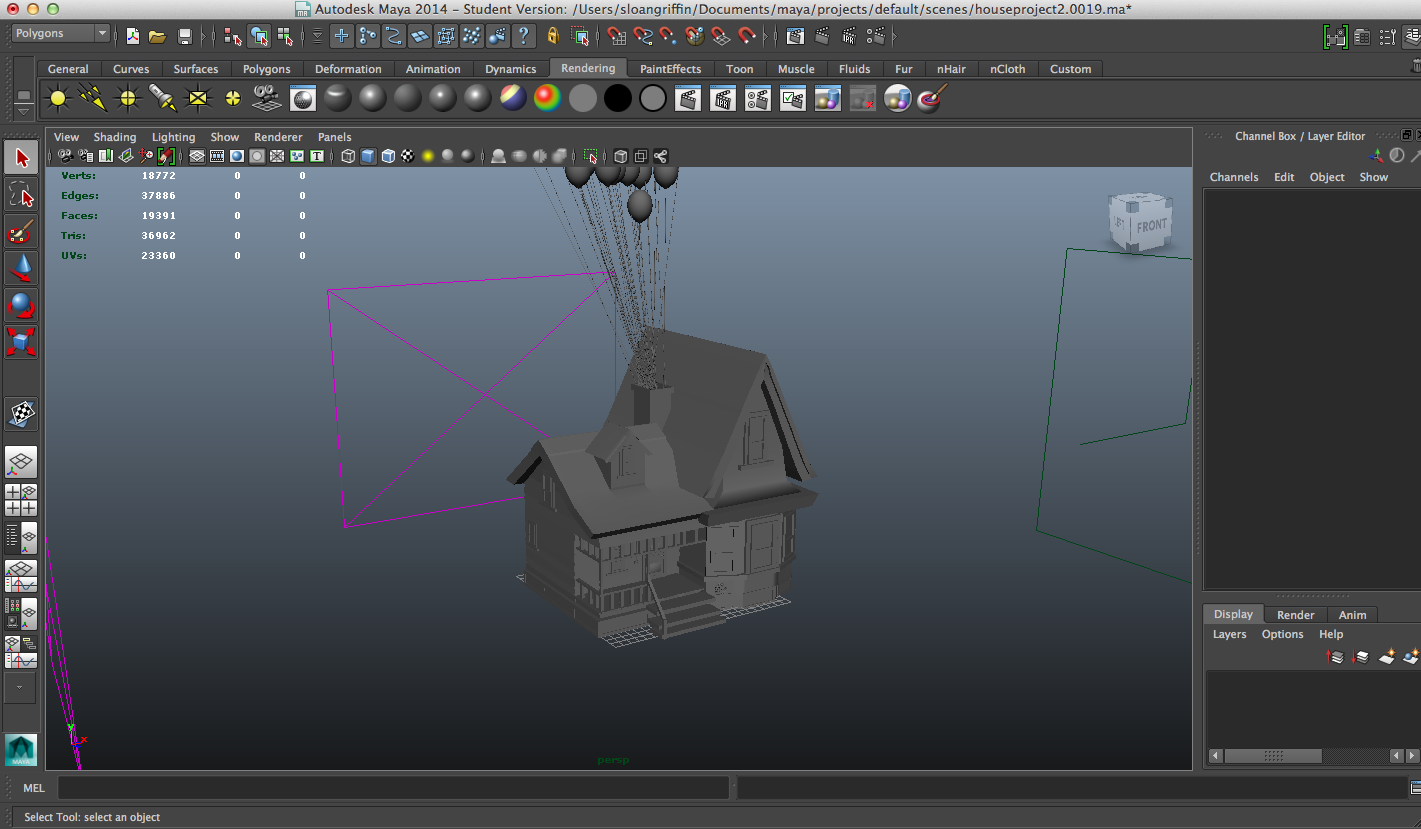 Autodesk Maya 2014 - Student Version: /Users/sloangriffin/Documents/maya/projects/default/scenes/houseproject2.0019.ma*
Polygons
General Curves Surfaces Polygons Deformation Animation Dynamics Rendering PaintEffects Toon Muscle Fluids Fur nHair nCloth Custom
View Shading Lighting Show Renderer Panels
Channel Box / Layer Editor
Channels Edit Object Show
Verts: 18772 0 0
Edges: 37886 0 0
Faces: 19391 0 0
Tris: 36962 0 0
UVs: 23360 0 0
FRONT
persp
Display Render Anim
Layers Options Help
MAYA
MEL
Select Tool: select an object